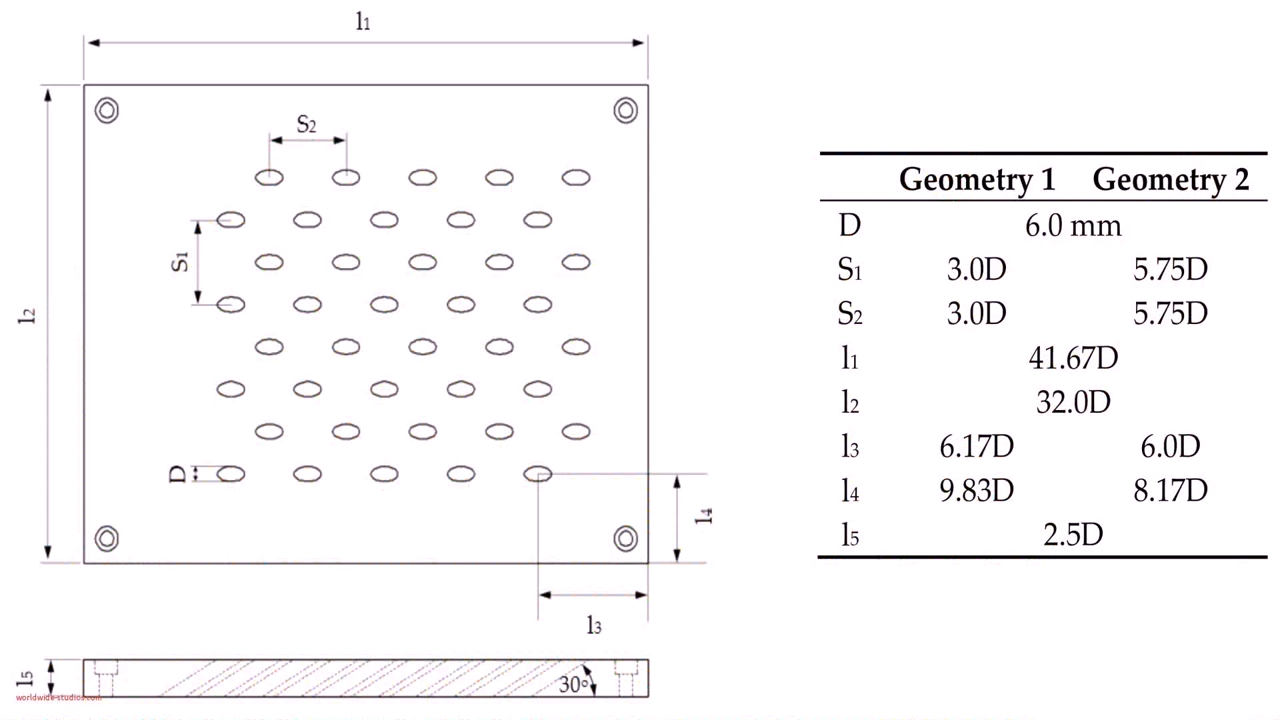 l1
S2
S1
l2
D
l4
l3
l5
30°
worldwide-studios.com
Geometry 1 Geometry 2
D 6.0 mm
S1 3.0D 5.75D
S2 3.0D 5.75D
l1 41.67D
l2 32.0D
l3 6.17D 6.0D
l4 9.83D 8.17D
l5 2.5D